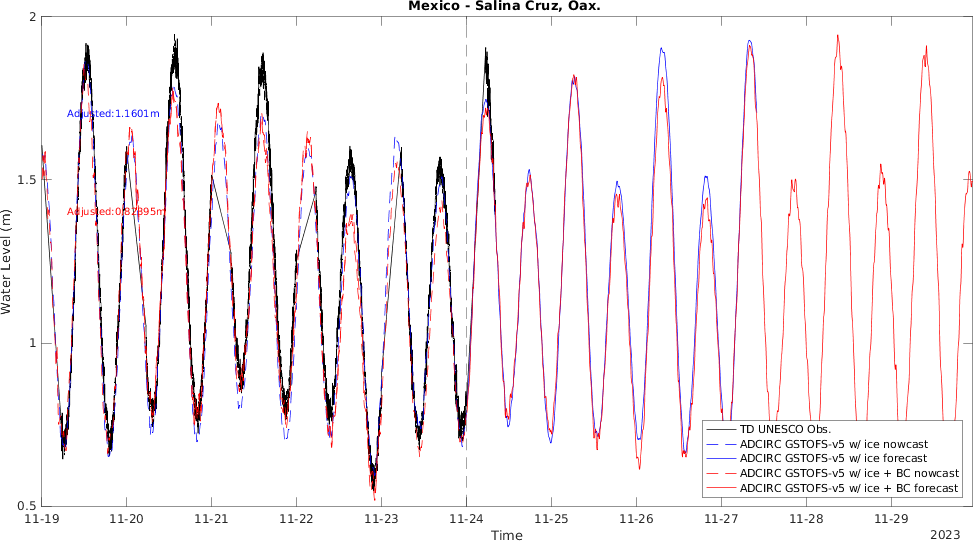 Mexico - Salina Cruz, Oax.
2
1.5
1
0.5
Water Level (m)
Adjusted:1.1601m
Adjusted:0.82895m
TD UNESCO Obs.
ADCIRC GSTOFS-v5 w/ ice nowcast
ADCIRC GSTOFS-v5 w/ ice forecast
ADCIRC GSTOFS-v5 w/ ice + BC nowcast
ADCIRC GSTOFS-v5 w/ ice + BC forecast
11-19 11-20 11-21 11-22 11-23 11-24 11-25 11-26 11-27 11-28 11-29
Time
2023